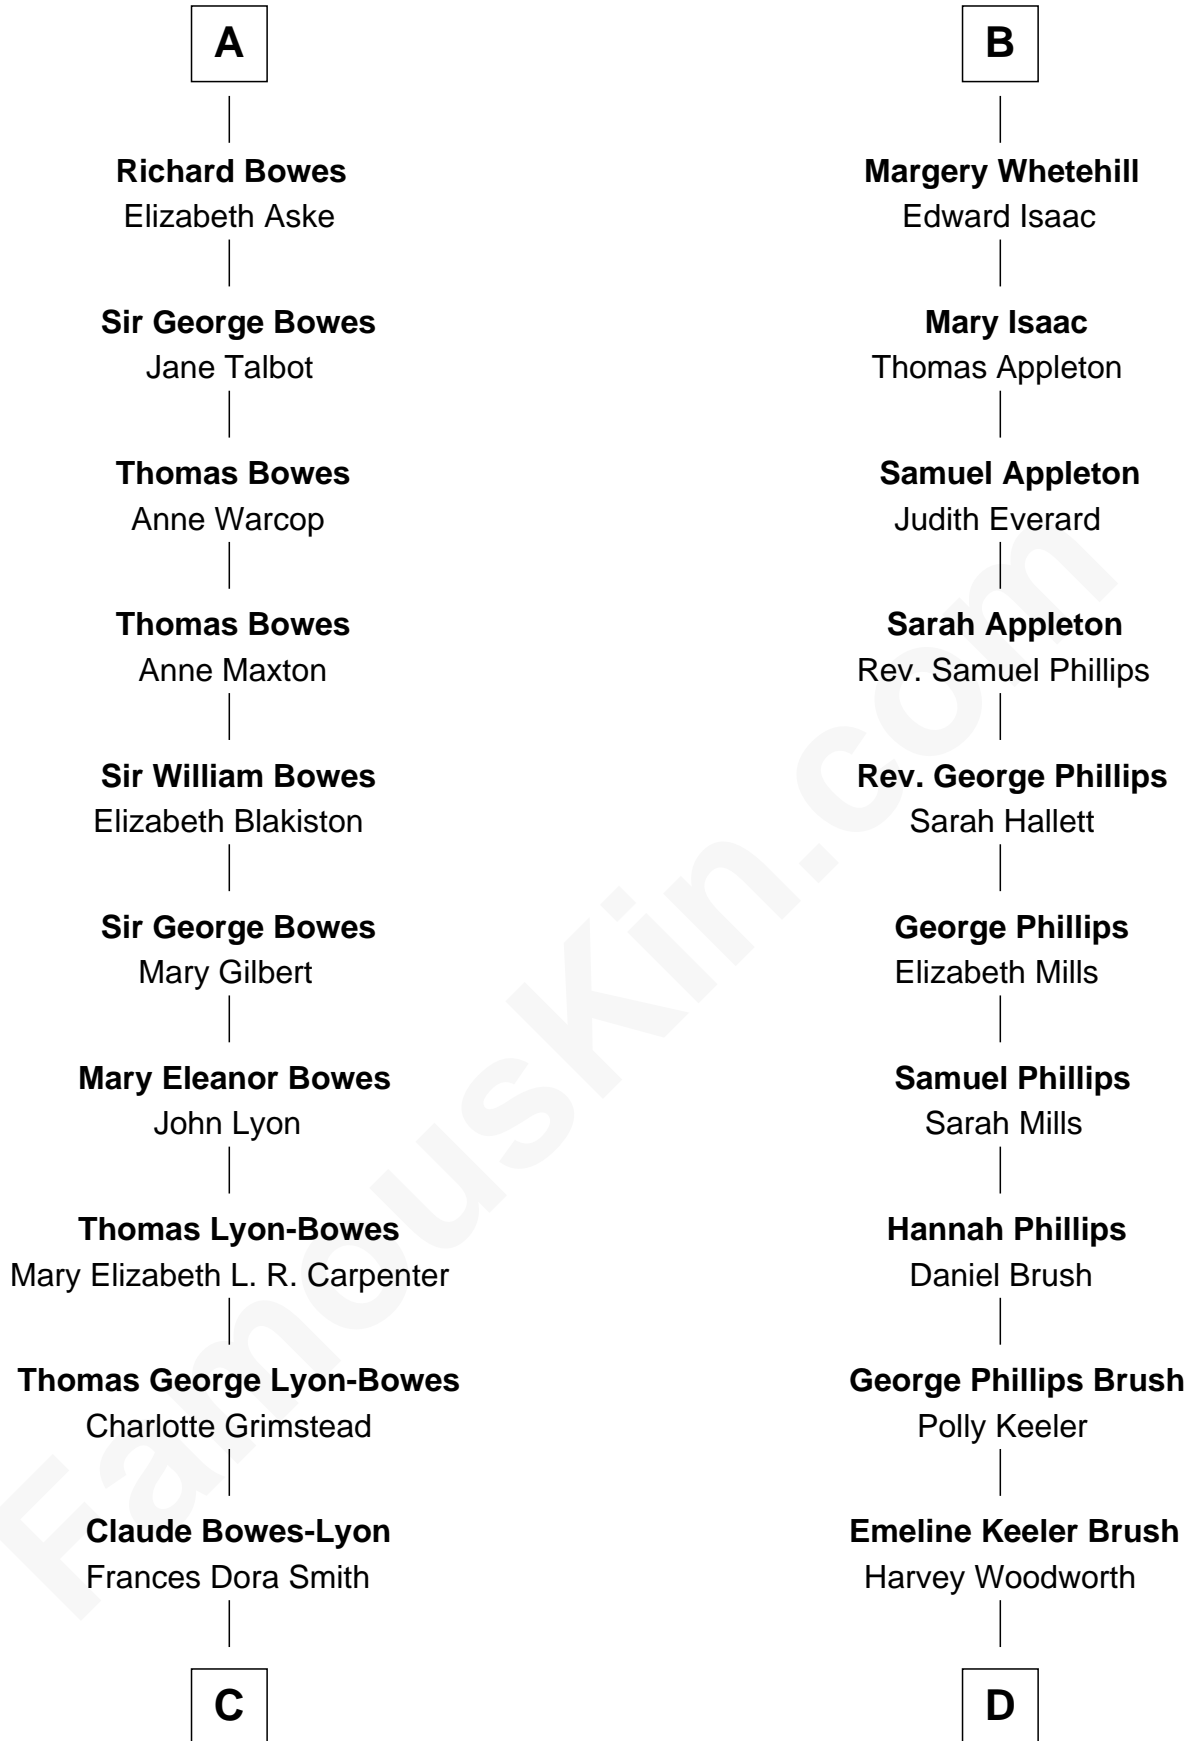 A
Richard Bowes
Elizabeth Aske
Sir George Bowes
Jane Talbot
Thomas Bowes
Anne Warcop
Thomas Bowes
Anne Maxton
Sir William Bowes
Elizabeth Blakiston
Sir George Bowes
Mary Gilbert
Mary Eleanor Bowes
John Lyon
Thomas Lyon-Bowes
Mary Elizabeth L. R. Carpenter
Thomas George Lyon-Bowes
Charlotte Grimstead
Claude Bowes-Lyon
Frances Dora Smith
C
B
Margery Whetehill
Edward Isaac
Mary Isaac
Thomas Appleton
Samuel Appleton
Judith Everard
Sarah Appleton
Rev. Samuel Phillips
Rev. George Phillips
Sarah Hallett
George Phillips
Elizabeth Mills
Samuel Phillips
Sarah Mills
Hannah Phillips
Daniel Brush
George Phillips Brush
Polly Keeler
Emeline Keeler Brush
Harvey Woodworth
D
FamousKin.com